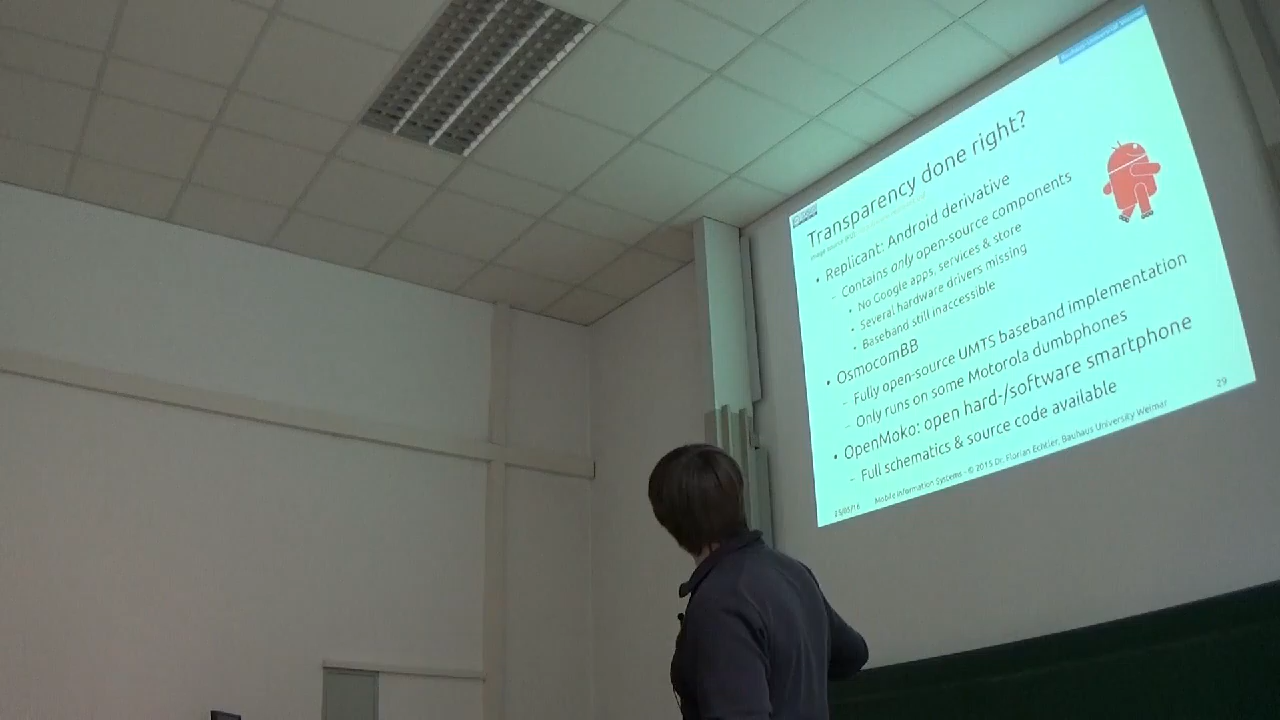 Transparency done right?
• Replicant: Android derivative
– Contains only open-source components
• No Google apps, services & store
• Several hardware drivers missing
• Baseband still inaccessible
• OsmocomBB
– Fully open-source UMTS baseband implementation
– Only runs on some Motorola dumbphones
• OpenMoko: open hard-/software smartphone
– Full schematics & source code available
Mobile Information Systems - © 2015 Dr. Florian Echtler, Bauhaus University Weimar
29